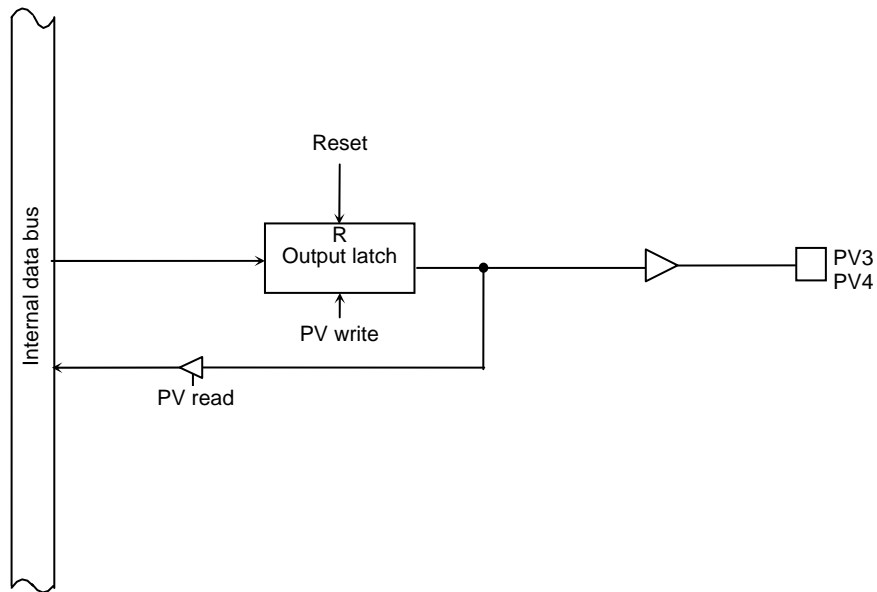 Reset
Internal data bus
R
Output latch
PV3
PV4
PV write
PV read